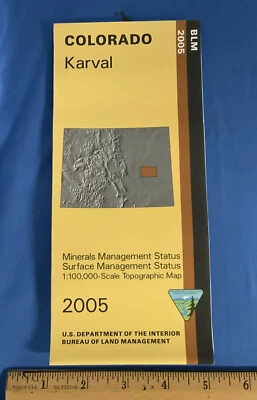 COLORADO
Karval
BLM
2005
Minerals Management Status
Surface Management Status
1:100,000-Scale Topographic Map
2005
U.S. DEPARTMENT OF THE INTERIOR
BUREAU OF LAND MANAGEMENT
1 2 3 4 5 6